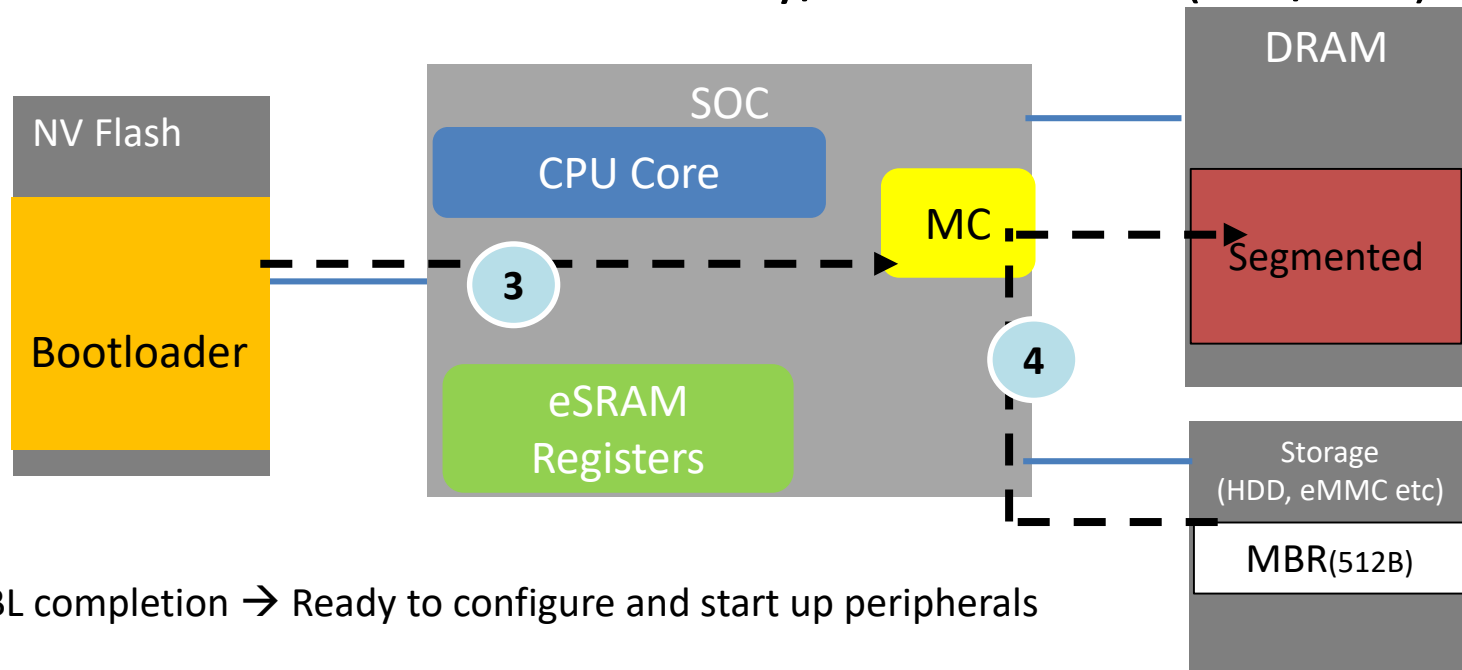 DRAM
SOC
NV Flash
CPU Core
MC
Segmented
3
Bootloader
4
eSRAM
Registers
Storage
(HDD, eMMC etc)
MBR(512B)
L completion → Ready to configure and start up peripherals